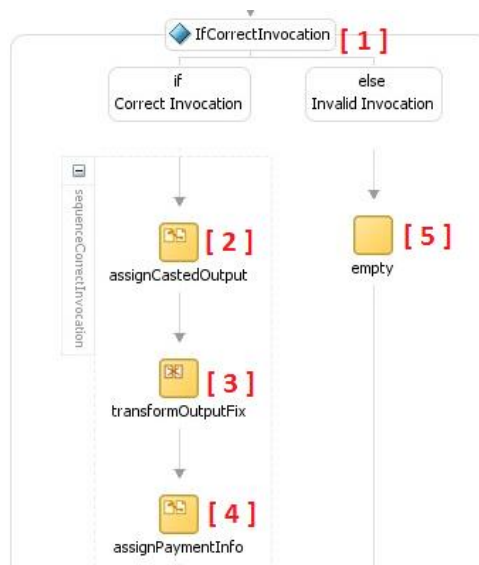 IfCorrectInvocation [ 1 ]
if
Correct Invocation
else
Invalid Invocation
sequenceCorrectInvocation
[ 2 ]
assignCastedOutput
[ 5 ]
empty
[ 3 ]
transformOutputFix
[ 4 ]
assignPaymentInfo